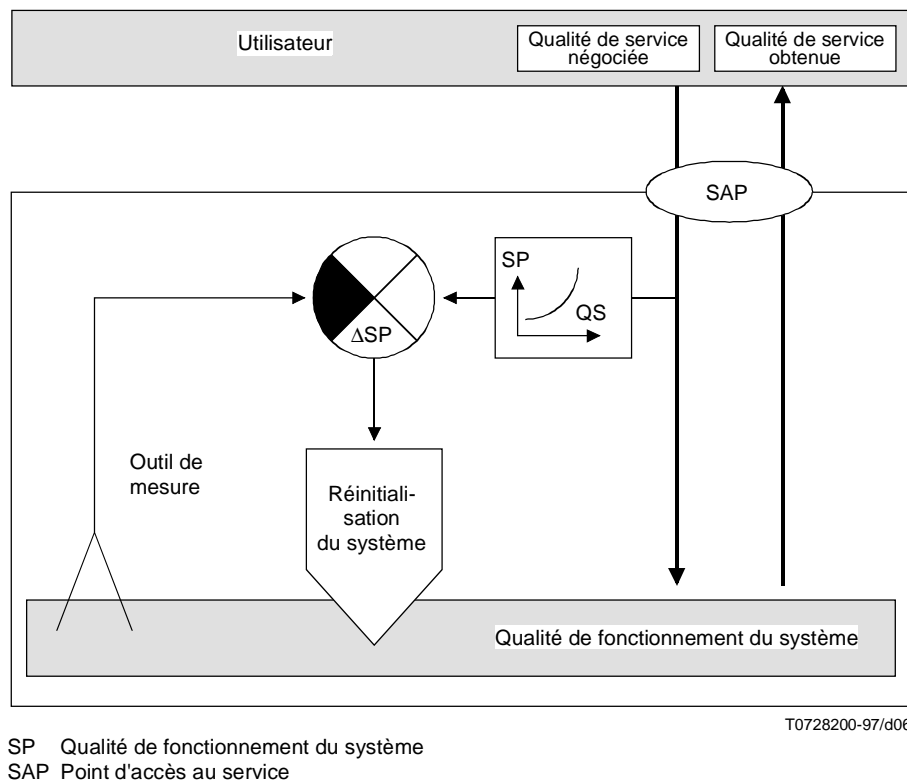 Utilisateur
Qualité de service
négociée
Qualité de service
obtenue
SAP
SP
QS
∆SP
Outil de
mesure
Réinitiali-
sation
du système
Qualité de fonctionnement du système
T0728200-97/d06
SP Qualité de fonctionnement du système
SAP Point d'accès au service